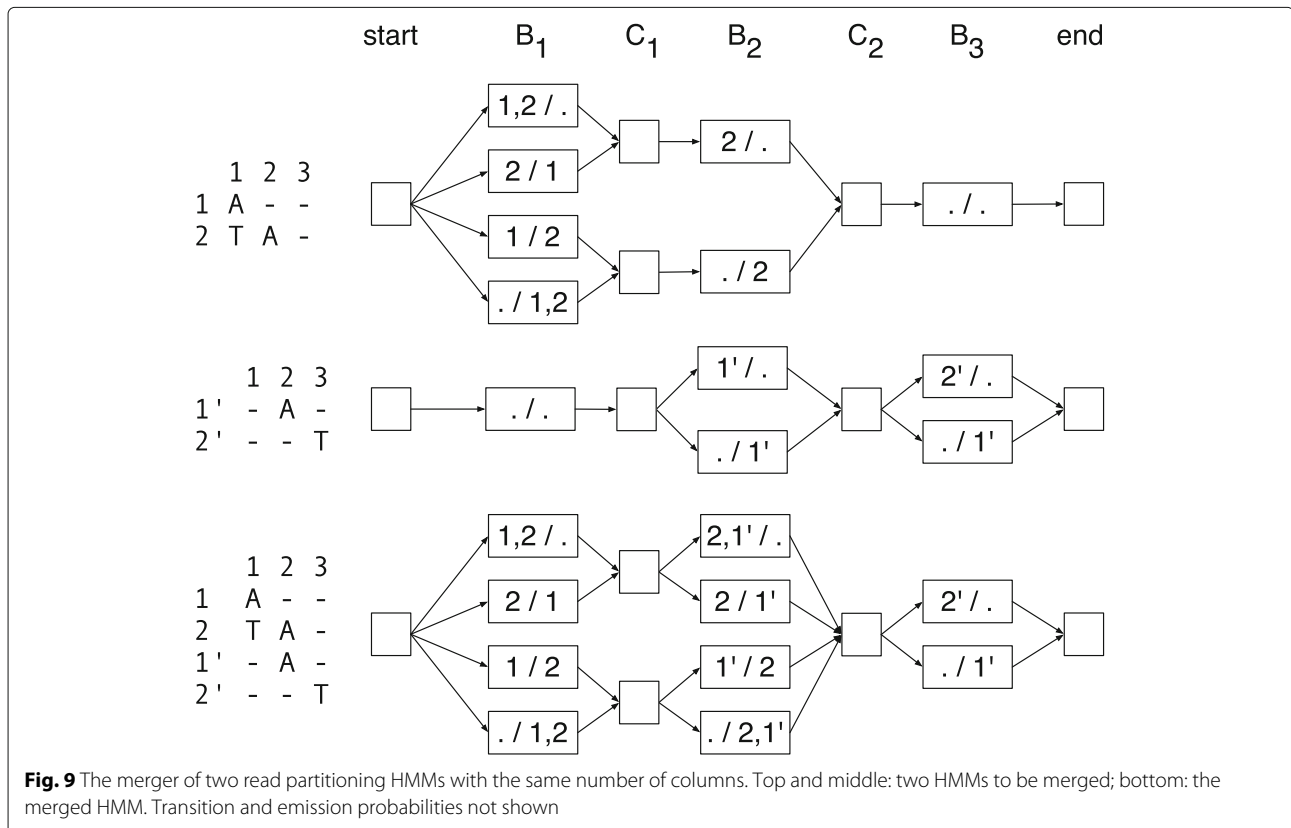 start B1 C1 B2 C2 B3 end
1,2 / .
2 / .
2 / 1
1 2 3
1 A - -
./.
2 T A -
1 / 2
. / 2
. / 1,2
1' / .
2' / .
1 2 3
1' - A -
./.
2' - - T
. / 1'
. / 1'
1,2 / .
2,1' / .
1 2 3
1 A - -
2 / 1
2 / 1'
2' / .
2 T A -
1' - A -
1 / 2
1' / 2
. / 1'
2' - - T
. / 1,2
. / 2,1'
Fig. 9 The merger of two read partitioning HMMs with the same number of columns. Top and middle: two HMMs to be merged; bottom: the
merged HMM. Transition and emission probabilities not shown